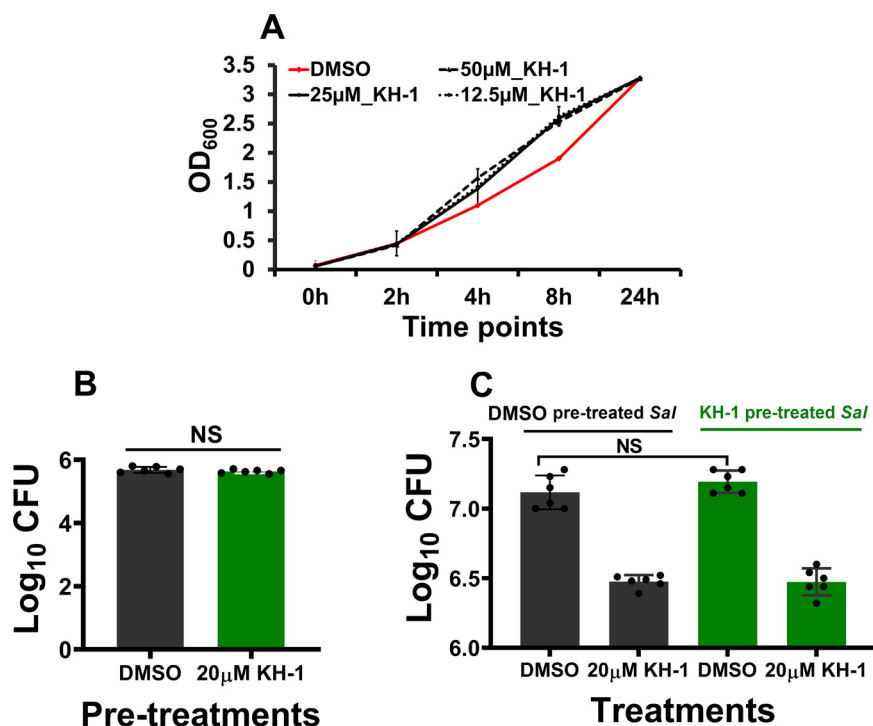 A
DMSO 50µM_KH-1
25µM_KH-1 12.5µM_KH-1
3.5
3
2.5
2
1.5
1
0.5
0
OD600
0h 2h 4h 8h 24h
Time points
B
NS
6
4
2
0
Log10 CFU
DMSO 20µM KH-1
Pre-treatments
C
DMSO pre-treated Sal KH-1 pre-treated Sal
NS
7.5
7.0
6.5
6.0
Log10 CFU
DMSO 20µM KH-1 DMSO 20µM KH-1
Treatments